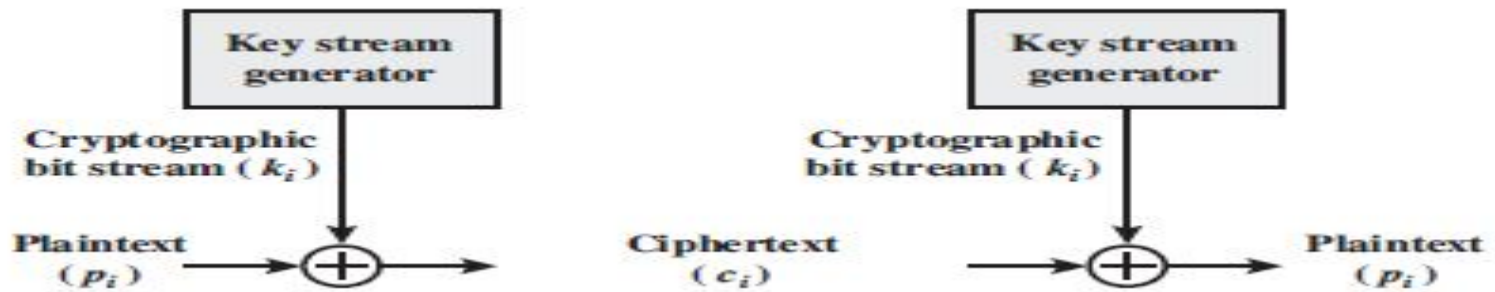 Key stream
generator
Cryptographic
bit stream ( kᵢ )
Plaintext
( pᵢ )
Ciphertext
( cᵢ )
Key stream
generator
Cryptographic
bit stream ( kᵢ )
Plaintext
( pᵢ )